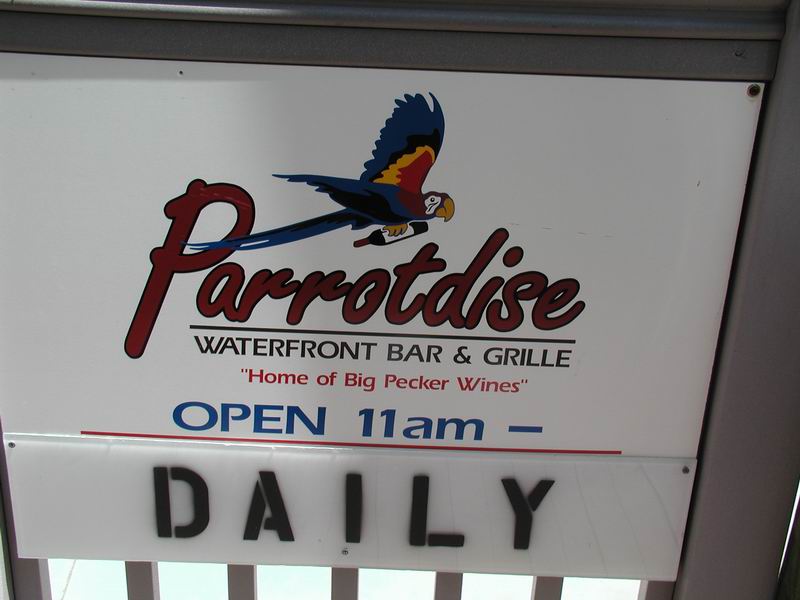 Parrotdise
WATERFRONT BAR & GRILLE
"Home of Big Pecker Wines"
OPEN 11am –
DAILY